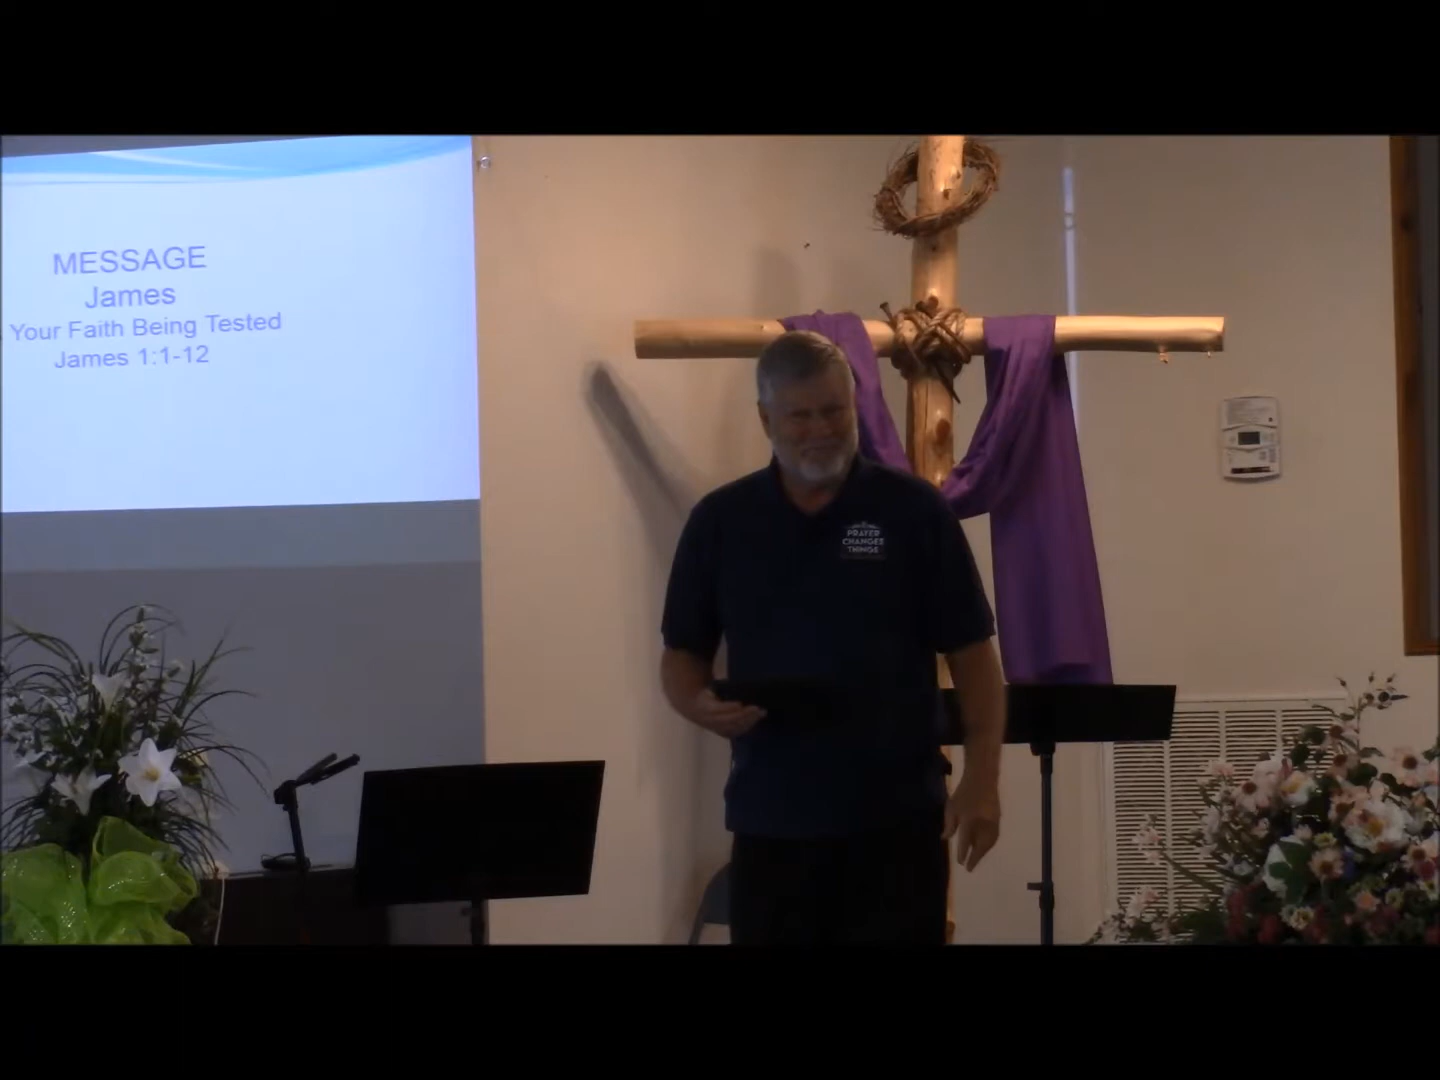 MESSAGE
James
Your Faith Being Tested
James 1:1-12
PRAYER
CHANGES
THINGS